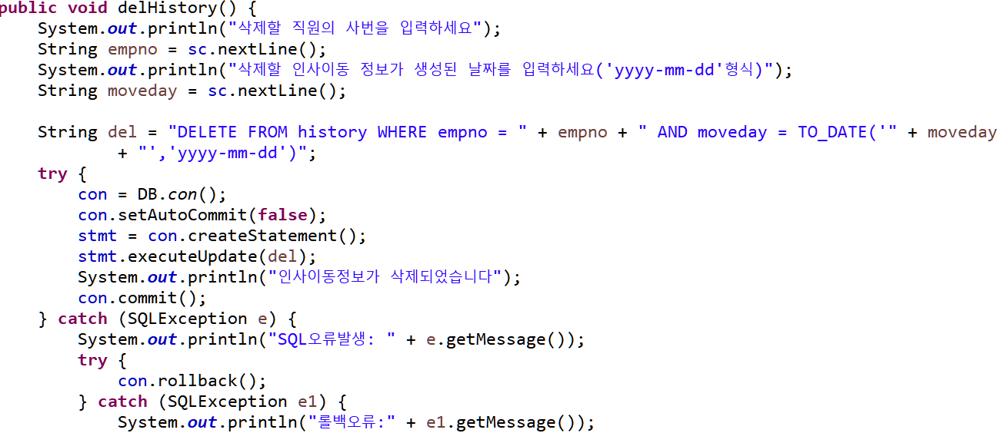 public void delHistory() {
    System.out.println("삭제할 직원의 사번을 입력하세요");
    String empno = sc.nextLine();
    System.out.println("삭제할 인사이동 정보가 생성된 날짜를 입력하세요('yyyy-mm-dd'형식)");
    String moveday = sc.nextLine();

    String del = "DELETE FROM history WHERE empno = " + empno + " AND moveday = TO_DATE('" + moveday
            + "','yyyy-mm-dd')";
    try {
        con = DB.con();
        con.setAutoCommit(false);
        stmt = con.createStatement();
        stmt.executeUpdate(del);
        System.out.println("인사이동정보가 삭제되었습니다");
        con.commit();
    } catch (SQLException e) {
        System.out.println("SQL오류발생: " + e.getMessage());
        try {
            con.rollback();
        } catch (SQLException e1) {
            System.out.println("롤백오류:" + e1.getMessage());